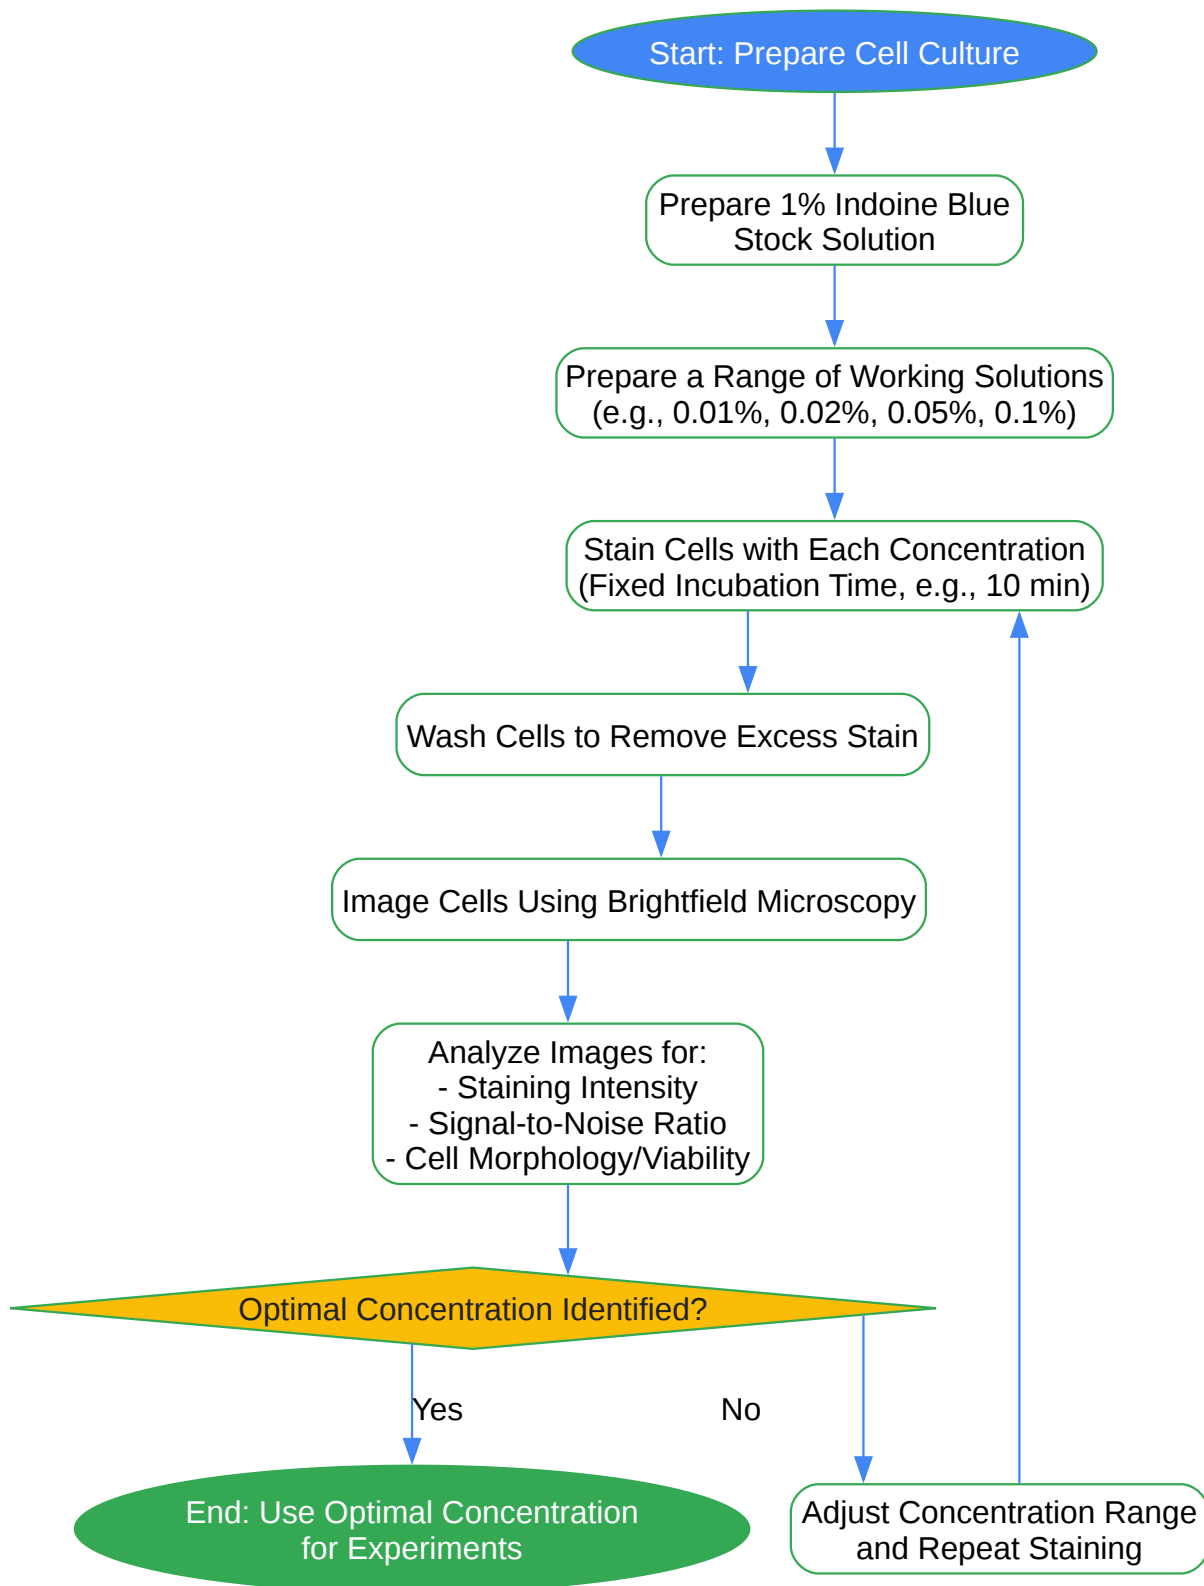 Start: Prepare Cell Culture
Prepare 1% Indoine Blue
Stock Solution
Prepare a Range of Working Solutions
(e.g., 0.01%, 0.02%, 0.05%, 0.1%)
Stain Cells with Each Concentration
(Fixed Incubation Time, e.g., 10 min)
Wash Cells to Remove Excess Stain
Image Cells Using Brightfield Microscopy
Analyze Images for:
- Staining Intensity
- Signal-to-Noise Ratio
- Cell Morphology/Viability
Optimal Concentration Identified?
Yes
No
End: Use Optimal Concentration
for Experiments
Adjust Concentration Range
and Repeat Staining